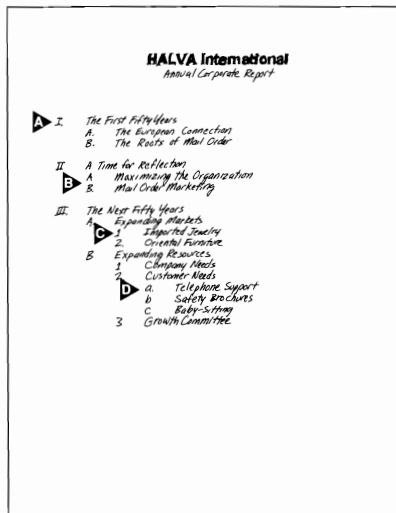 HALVA International
Annual Corporate Report
A I. The First Fifty Years
A. The European Connection
B. The Roots of Mail Order
II A Time for Reflection
B A Maximizing the Organization
B. Mail Order Marketing
III. The Next Fifty Years
A. Expanding Markets
C 1 Imported Jewelry
2. Oriental Furniture
B Expanding Resources
1 Company Needs
2 Customer Needs
D a. Telephone Support
b Safety Brochures
c Baby-Sitting
3 Growth Committee